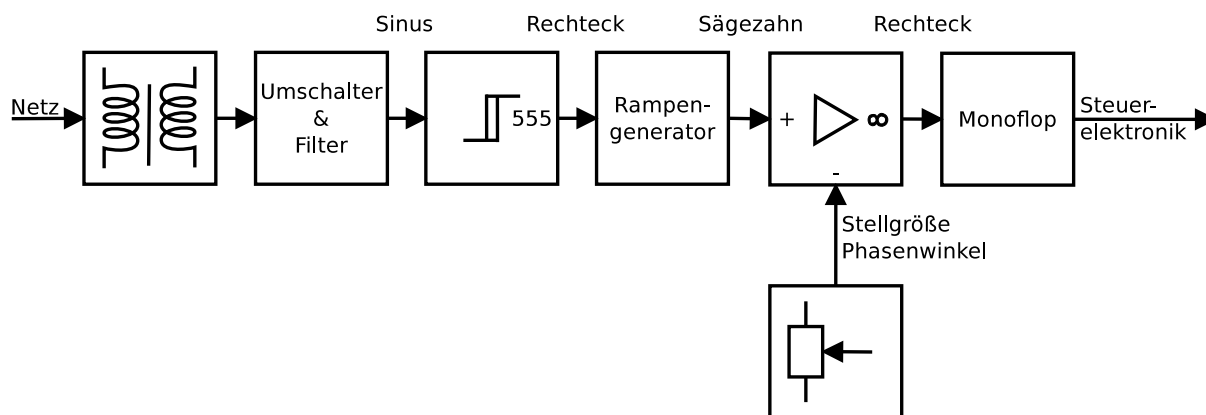 Sinus
Rechteck
Sägezahn
Rechteck
Netz
Umschalter
&
Filter
555
Rampen-
generator
+
∞
-
Monoflop
Steuer-
elektronik
Stellgröße
Phasenwinkel